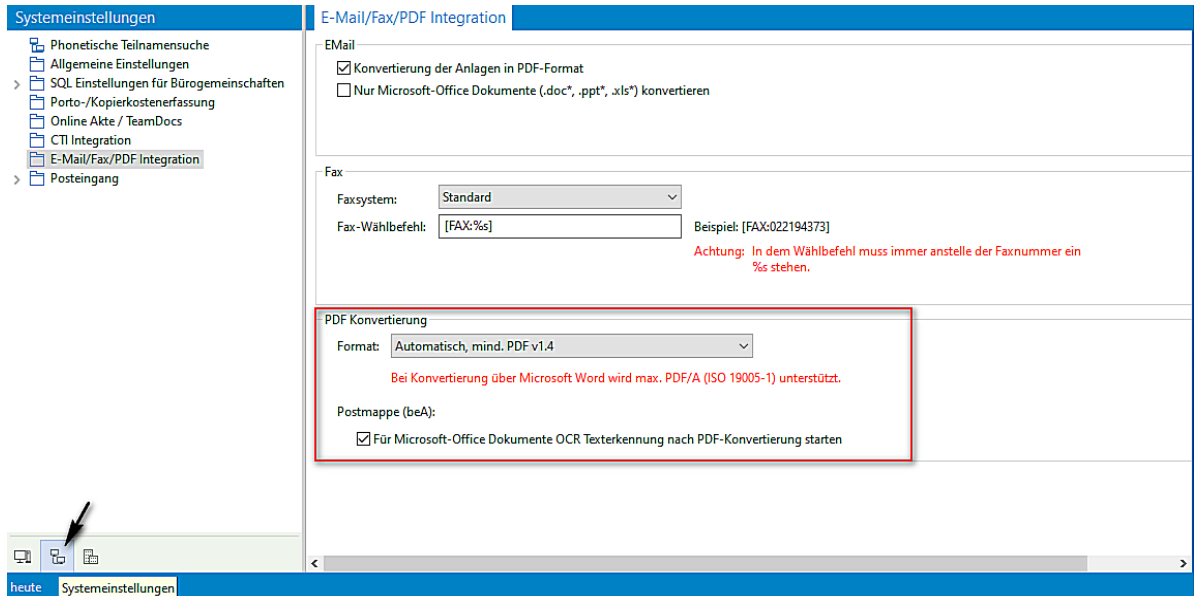 Systemeinstellungen
Phonetische Teilnamensuche
Allgemeine Einstellungen
SQL Einstellungen für Bürogemeinschaften
Porto-/Kopierkostenerfassung
Online Akte / TeamDocs
CTI Integration
E-Mail/Fax/PDF Integration
Posteingang
E-Mail/Fax/PDF Integration
EMail
Konvertierung der Anlagen in PDF-Format
Nur Microsoft-Office Dokumente (.doc*, .ppt*, .xls*) konvertieren
Fax
Faxsystem: Standard
Fax-Wählbefehl: [FAX:%s] Beispiel: [FAX:022194373]
Achtung: In dem Wählbefehl muss immer anstelle der Faxnummer ein
%s stehen.
PDF Konvertierung
Format: Automatisch, mind. PDF v1.4
Bei Konvertierung über Microsoft Word wird max. PDF/A (ISO 19005-1) unterstützt.
Postmappe (beA):
Für Microsoft-Office Dokumente OCR Texterkennung nach PDF-Konvertierung starten
heute Systemeinstellungen